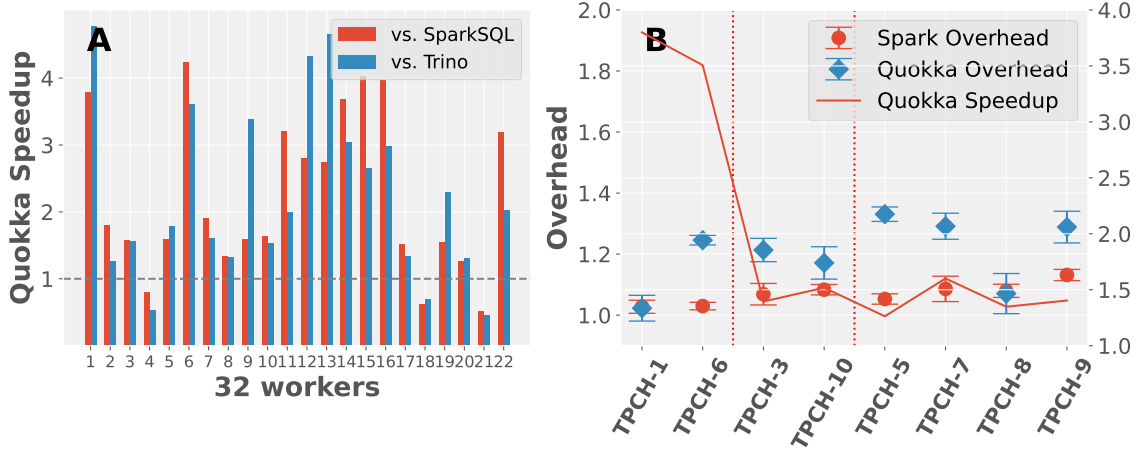 A
vs. SparkSQL
vs. Trino
Quokka Speedup
4
3
2
1
1 2 3 4 5 6 7 8 9 10 11 12 13 14 15 16 17 18 19 20 21 22
32 workers
B
Spark Overhead
Quokka Overhead
Quokka Speedup
Overhead
2.0
1.8
1.6
1.4
1.2
1.0
4.0
3.5
3.0
2.5
2.0
1.5
1.0
TPCH-1
TPCH-6
TPCH-3
TPCH-10
TPCH-5
TPCH-7
TPCH-8
TPCH-9